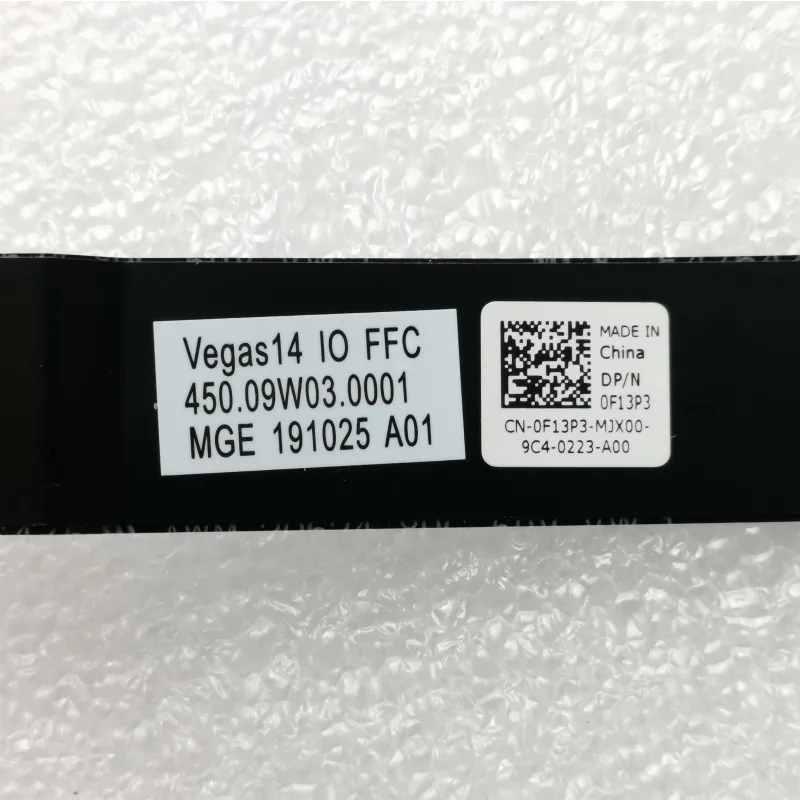 Vegas14 IO FFC
450.09W03.0001
MGE 191025 A01
MADE IN
China
DP/N
0F13P3
CN-0F13P3-MJX00-
9C4-0223-A00